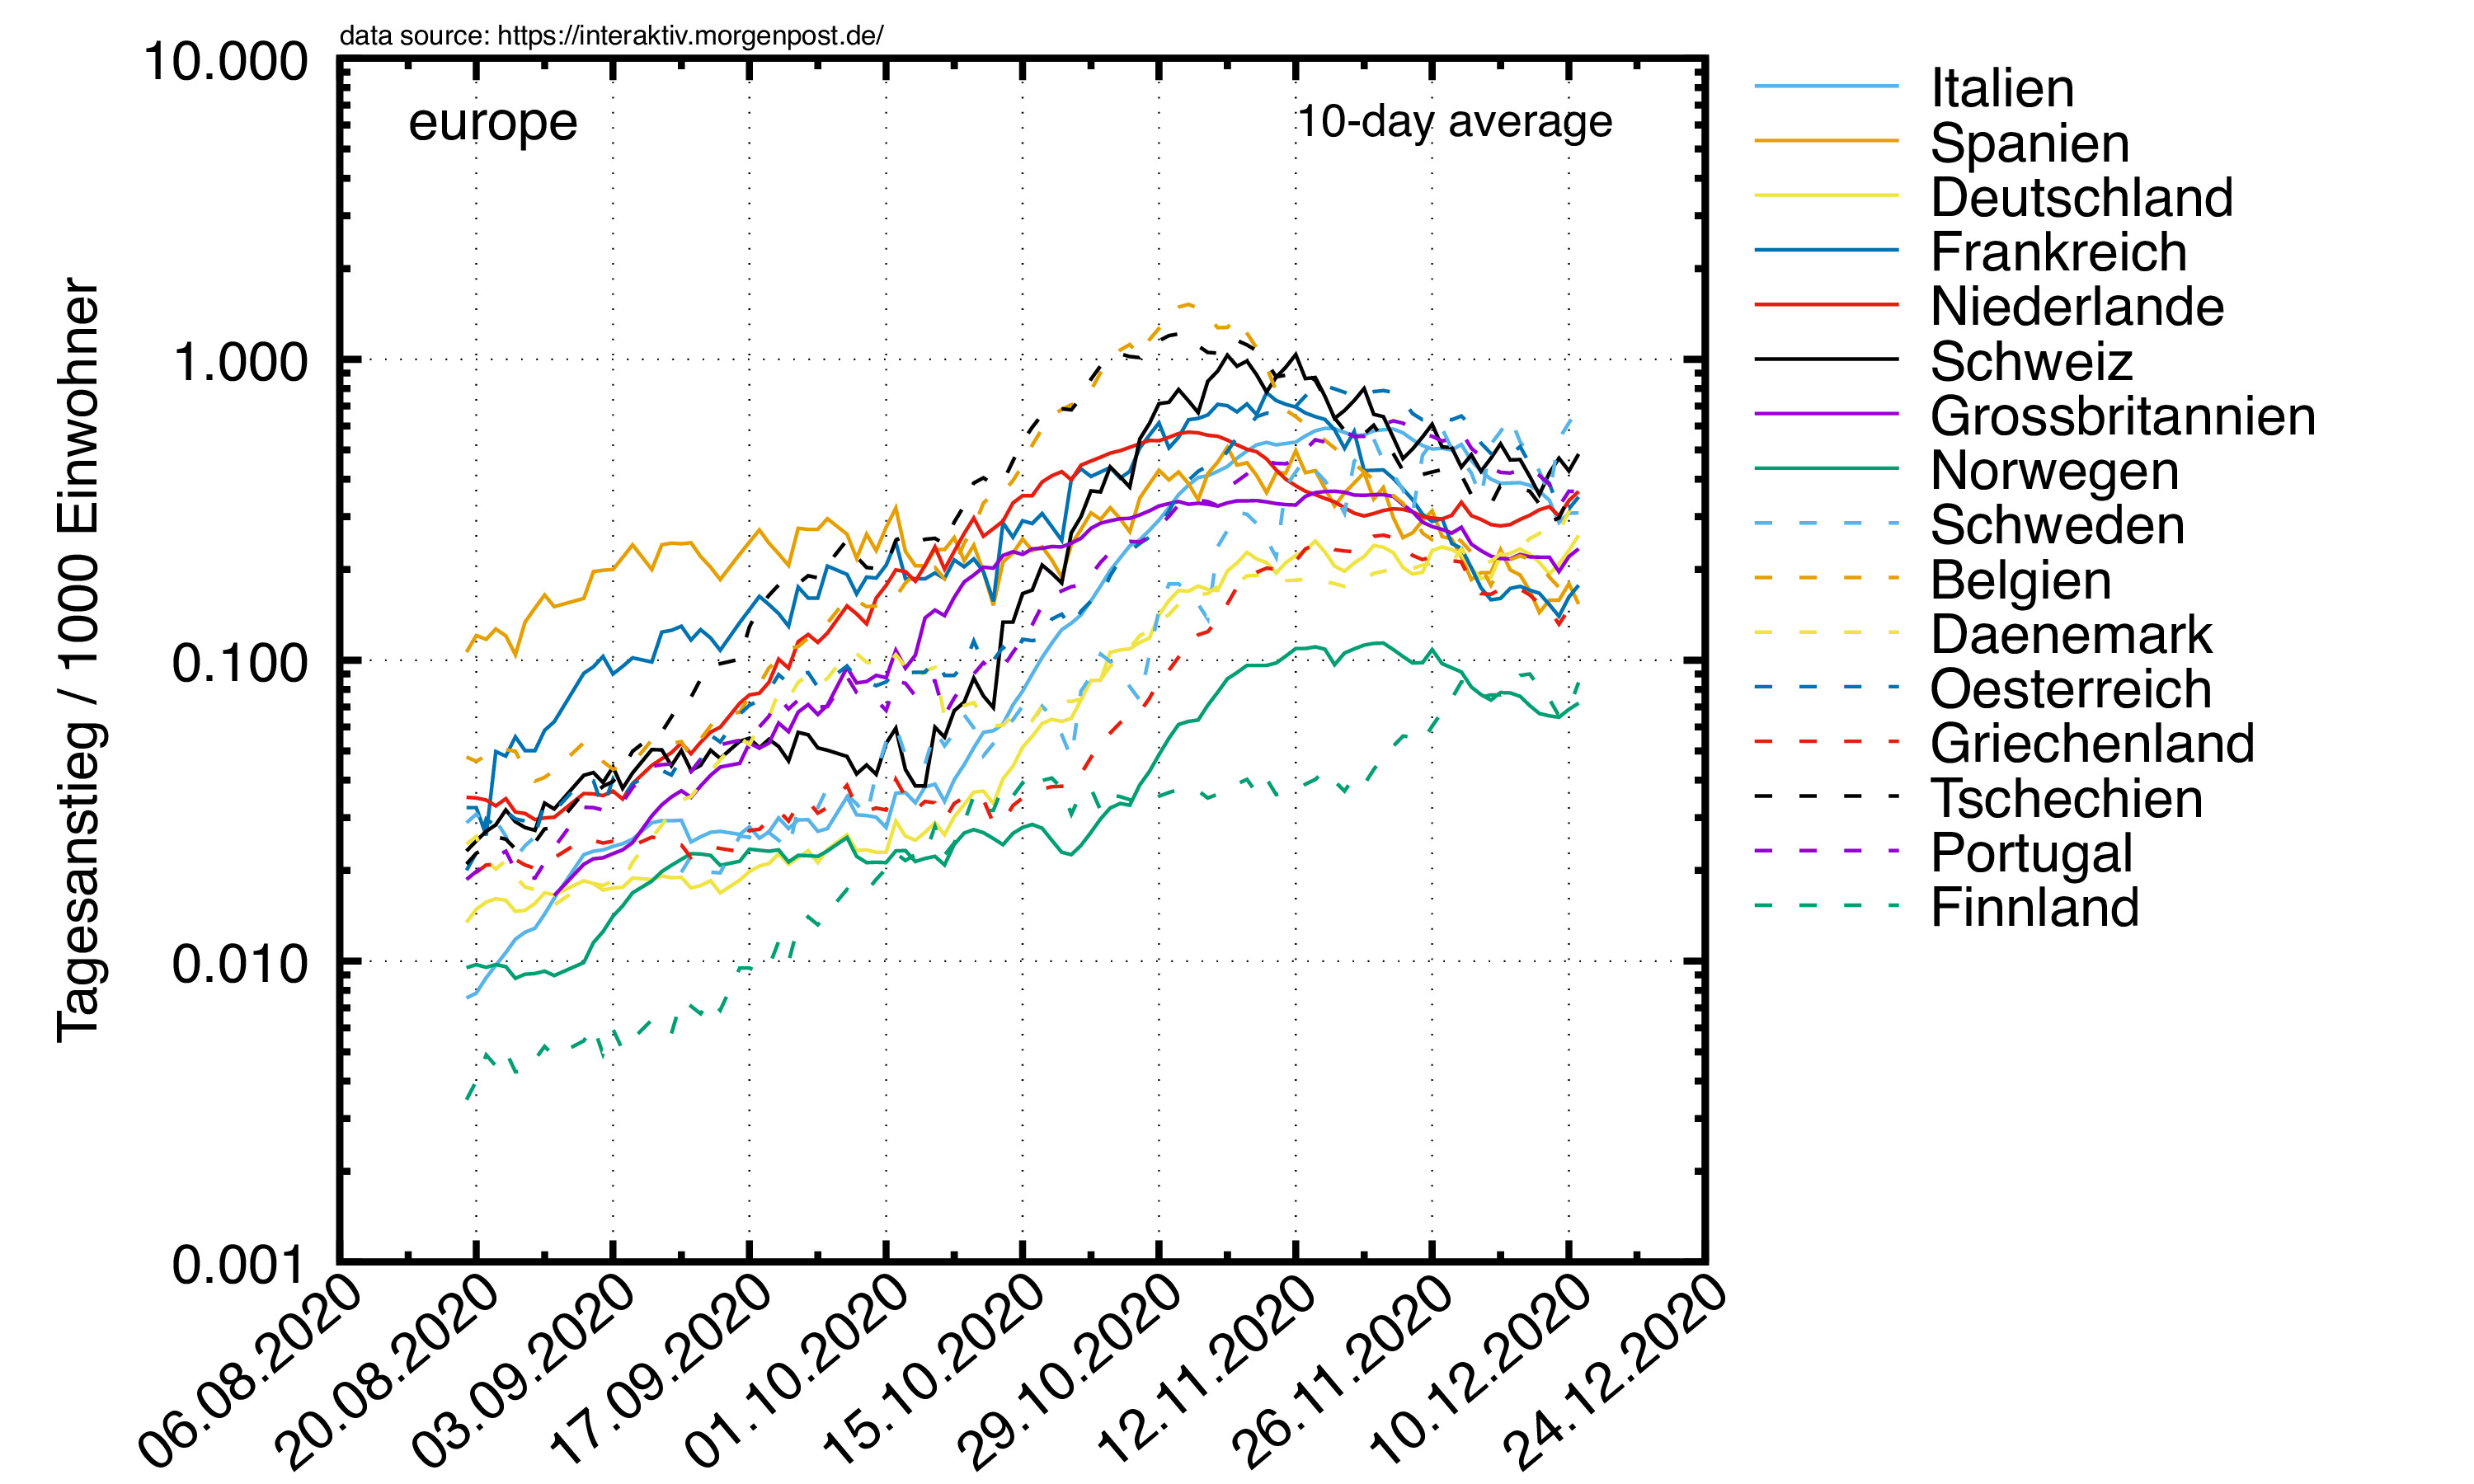 data source: https://interaktiv.morgenpost.de/
europe
10-day average
Tagesanstieg / 1000 Einwohner
10.000
1.000
0.100
0.010
0.001
06.08.2020
20.08.2020
03.09.2020
17.09.2020
01.10.2020
15.10.2020
29.10.2020
12.11.2020
26.11.2020
10.12.2020
24.12.2020
Italien
Spanien
Deutschland
Frankreich
Niederlande
Schweiz
Grossbritannien
Norwegen
Schweden
Belgien
Daenemark
Oesterreich
Griechenland
Tschechien
Portugal
Finnland